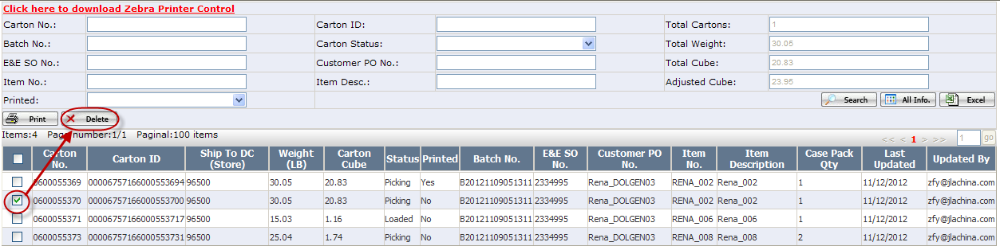 Click here to download Zebra Printer Control
Carton No.: Carton ID: Total Cartons: 1
Batch No.: Carton Status: Total Weight: 30.05
E&E SO No.: Customer PO No.: Total Cube: 20.83
Item No.: Item Desc.: Adjusted Cube: 23.95
Printed: Search All Info. Excel
Print Delete
Items:4 Page number:1/1 Paginal:100 items << < 1 > >> 1 go
Carton No. Carton ID Ship To DC (Store) Weight (LB) Carton Cube Status Printed Batch No. E&E SO No. Customer PO No. Item No. Item Description Case Pack Qty Last Updated Updated By
0600055369 00006757166000553694 96500 30.05 20.83 Picking Yes B20121109051311 2334995 Rena_DOLGEN03 RENA_002 Rena_002 1 11/12/2012 zfy@jlachina.com
0600055370 00006757166000553700 96500 30.05 20.83 Picking No B20121109051311 2334995 Rena_DOLGEN03 RENA_002 Rena_002 1 11/12/2012 zfy@jlachina.com
0600055371 00006757166000553717 96500 15.03 1.16 Loaded No B20121109051311 2334995 Rena_DOLGEN03 RENA_006 Rena_006 1 11/12/2012 zfy@jlachina.com
0600055373 00006757166000553731 96500 25.04 1.74 Picking No B20121109051311 2334995 Rena_DOLGEN03 RENA_008 Rena_008 2 11/12/2012 zfy@jlachina.com